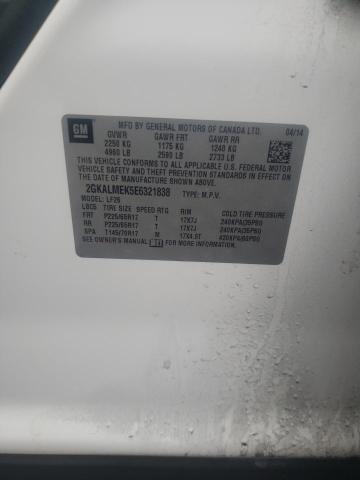 GM
MFD BY GENERAL MOTORS OF CANADA LTD.
04/14
GVWR GAWR FRT GAWR RR
2250 KG 1175 KG 1240 KG
4960 LB 2590 LB 2733 LB
THIS VEHICLE CONFORMS TO ALL APPLICABLE U.S. FEDERAL MOTOR
VEHICLE SAFETY, BUMPER, AND THEFT PREVENTION STANDARDS
IN EFFECT ON THE DATE OF MANUFACTURE SHOWN ABOVE.
2GKALMEK5E6321838 TYPE: M.P.V.
MODEL: LF26
TIRE SIZE SPEED RTG RIM COLD TIRE PRESSURE
FRT P225/65R17 T 17X7J 240KPA(35PSI)
RR P225/65R17 T 17X7J 240KPA(35PSI)
SPA T145/70R17 M 17X4.5T 420KPA(60PSI)
SEE OWNER'S MANUAL FOR MORE INFORMATION.